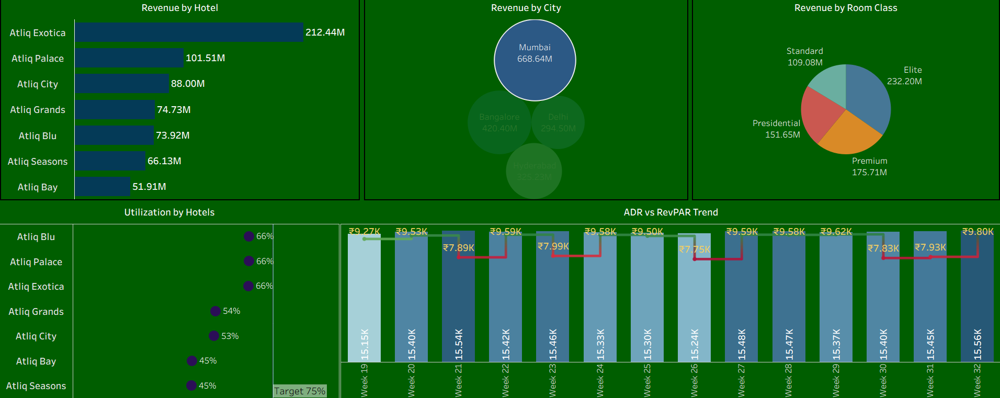 Revenue by Hotel
Atliq Exotica
212.44M
Atliq Palace
101.51M
Atliq City
88.00M
Atliq Grands
74.73M
Atliq Blu
73.92M
Atliq Seasons
66.13M
Atliq Bay
51.91M
Revenue by City
Mumbai
668.64M
Bangalore
420.40M
Delhi
294.50M
Hyderabad
325.23M
Revenue by Room Class
Standard
109.08M
Elite
232.20M
Presidential
151.65M
Premium
175.71M
Utilization by Hotels
Atliq Blu
66%
Atliq Palace
66%
Atliq Exotica
66%
Atliq Grands
54%
Atliq City
53%
Atliq Bay
45%
Atliq Seasons
45%
Target 75%
ADR vs RevPAR Trend
₹9.27K
₹9.53K
₹7.89K
₹9.59K
₹7.99K
₹9.58K
₹9.50K
₹7.75K
₹9.59K
₹9.58K
₹9.62K
₹7.83K
₹7.93K
₹9.80K
15.15K
15.40K
15.54K
15.42K
15.46K
15.33K
15.30K
15.24K
15.48K
15.47K
15.37K
15.40K
15.45K
15.56K
Week 19
Week 20
Week 21
Week 22
Week 23
Week 24
Week 25
Week 26
Week 27
Week 28
Week 29
Week 30
Week 31
Week 32